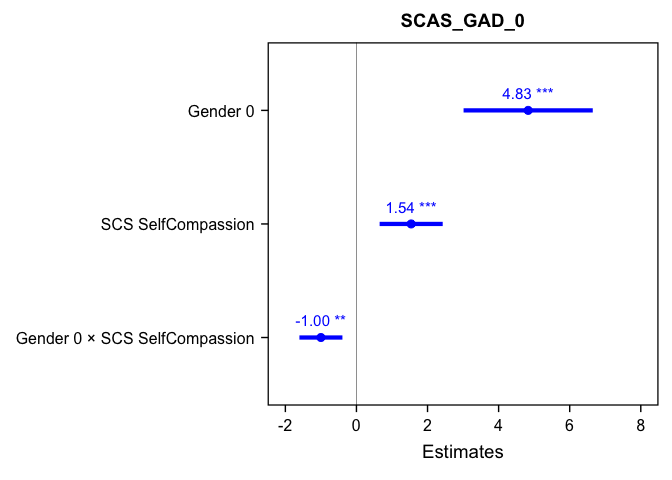 SCAS_GAD_0
4.83 ***
Gender 0
1.54 ***
SCS SelfCompassion
-1.00 **
Gender 0 × SCS SelfCompassion
-2 0 2 4 6 8
Estimates